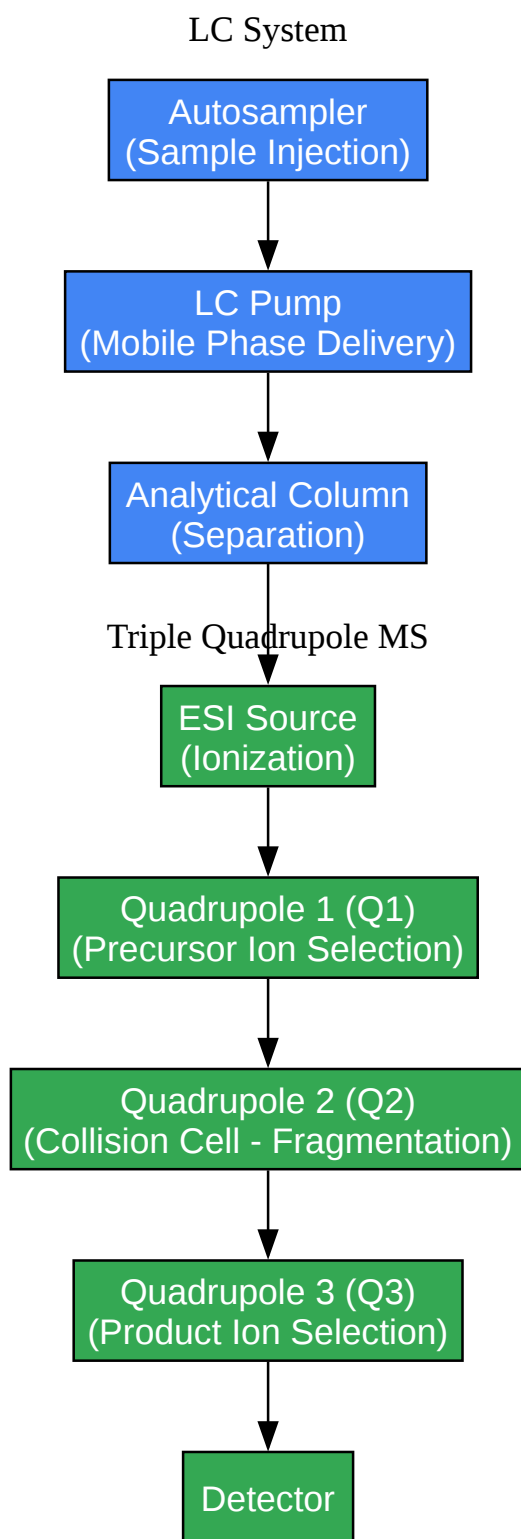 LC System
Autosampler
(Sample Injection)
LC Pump
(Mobile Phase Delivery)
Analytical Column
(Separation)
Triple Quadrupole MS
ESI Source
(Ionization)
Quadrupole 1 (Q1)
(Precursor Ion Selection)
Quadrupole 2 (Q2)
(Collision Cell - Fragmentation)
Quadrupole 3 (Q3)
(Product Ion Selection)
Detector